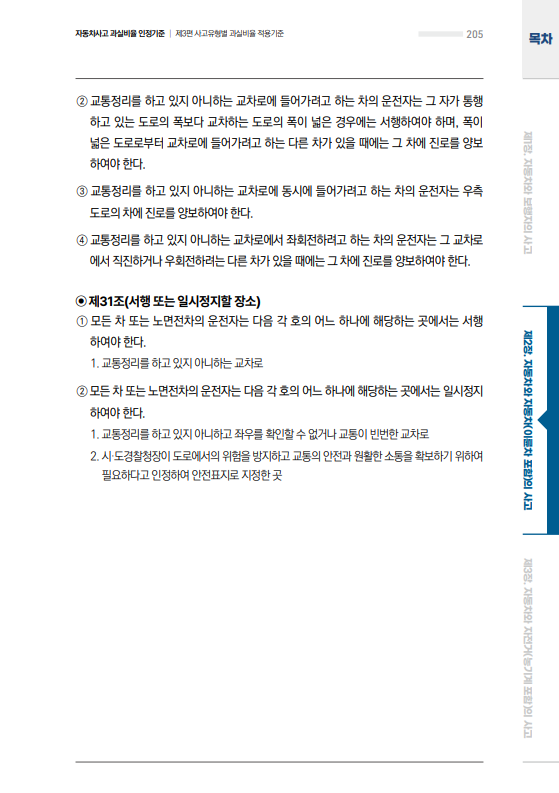 자동차사고 과실비율 인정기준 | 제3편 사고유형별 과실비율 적용기준
205
목차
② 교통정리를 하고 있지 아니하는 교차로에 들어가려고 하는 차의 운전자는 그 차가 통행
하고 있는 도로의 폭보다 교차하는 도로의 폭이 넓은 경우에는 서행하여야 하며, 폭이
넓은 도로로부터 교차로에 들어가려고 하는 다른 차가 있을 때에는 그 차에 진로를 양보
하여야 한다.
③ 교통정리를 하고 있지 아니하는 교차로에 동시에 들어가려고 하는 차의 운전자는 우측
도로의 차에 진로를 양보하여야 한다.
④ 교통정리를 하고 있지 아니하는 교차로에서 좌회전하려고 하는 차의 운전자는 그 교차로
에서 직진하거나 우회전하려는 다른 차가 있을 때에는 그 차에 진로를 양보하여야 한다.
◉ 제31조(서행 또는 일시정지할 장소)
① 모든 차 또는 노면전차의 운전자는 다음 각 호의 어느 하나에 해당하는 곳에서는 서행
하여야 한다.
1. 교통정리를 하고 있지 아니하는 교차로
② 모든 차 또는 노면전차의 운전자는 다음 각 호의 어느 하나에 해당하는 곳에서는 일시정지
하여야 한다.
1. 교통정리를 하고 있지 아니하고 좌우를 확인할 수 없거나 교통이 빈번한 교차로
2. 시·도경찰청장이 도로에서의 위험을 방지하고 교통의 안전과 원활한 소통을 확보하기 위하여
필요하다고 인정하여 안전표지로 지정한 곳
제1장. 자동차와 보행자의 사고
제2장. 자동차와 자동차(이륜차 포함)의 사고
제3장. 자동차와 자전거(농기계 포함)의 사고